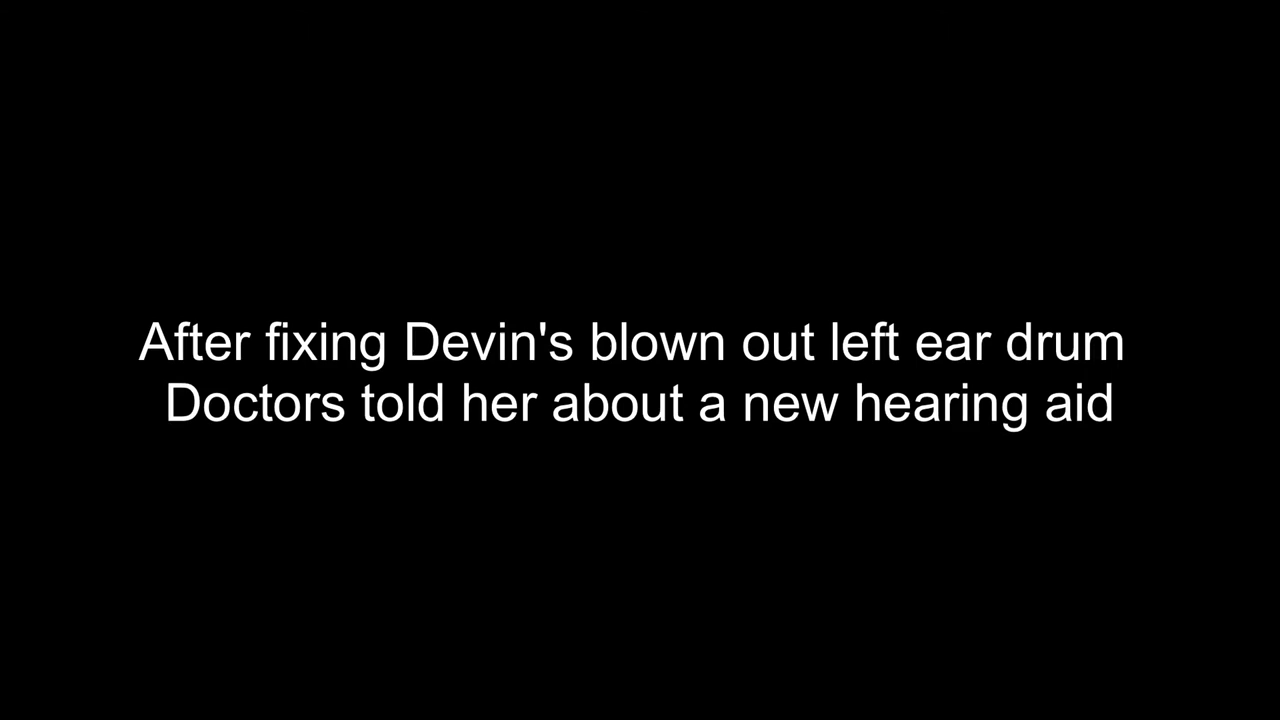 After fixing Devin's blown out left ear drum
Doctors told her about a new hearing aid